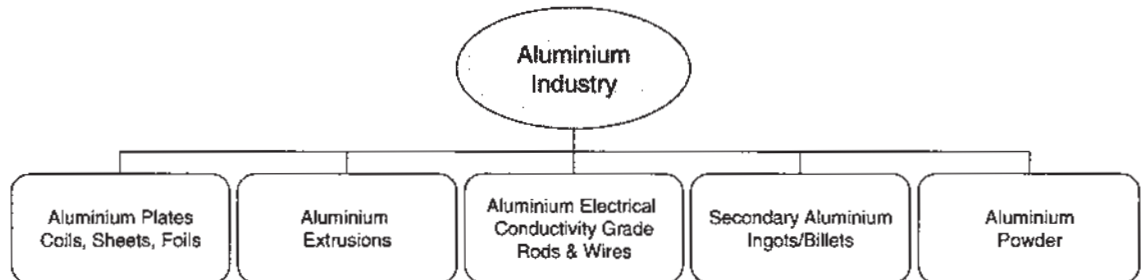 Aluminium
Industry
Aluminium Plates
Coils, Sheets, Foils
Aluminium
Extrusions
Aluminium Electrical
Conductivity Grade
Rods & Wires
Secondary Aluminium
Ingots/Billets
Aluminium
Powder